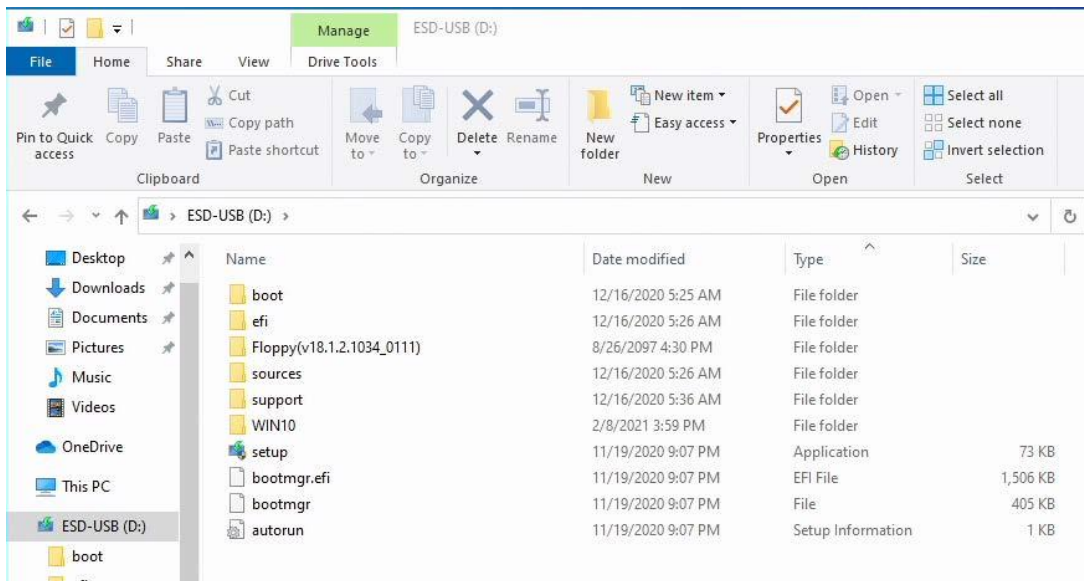 Manage ESD-USB (D:)
File Home Share View Drive Tools
Pin to Quick access
Copy
Paste
Cut
Copy path
Paste shortcut
Clipboard
Move to
Copy to
Delete
Rename
Organize
New folder
New item
Easy access
New
Properties
Open
Edit
History
Open
Select all
Select none
Invert selection
Select
ESD-USB (D:)
Desktop
Downloads
Documents
Pictures
Music
Videos
OneDrive
This PC
ESD-USB (D:)
boot
Name Date modified Type Size
boot 12/16/2020 5:25 AM File folder
efi 12/16/2020 5:26 AM File folder
Floppy(v18.1.2.1034_0111) 8/26/2097 4:30 PM File folder
sources 12/16/2020 5:26 AM File folder
support 12/16/2020 5:36 AM File folder
WIN10 2/8/2021 3:59 PM File folder
setup 11/19/2020 9:07 PM Application 73 KB
bootmgr.efi 11/19/2020 9:07 PM EFI File 1,506 KB
bootmgr 11/19/2020 9:07 PM File 405 KB
autorun 11/19/2020 9:07 PM Setup Information 1 KB